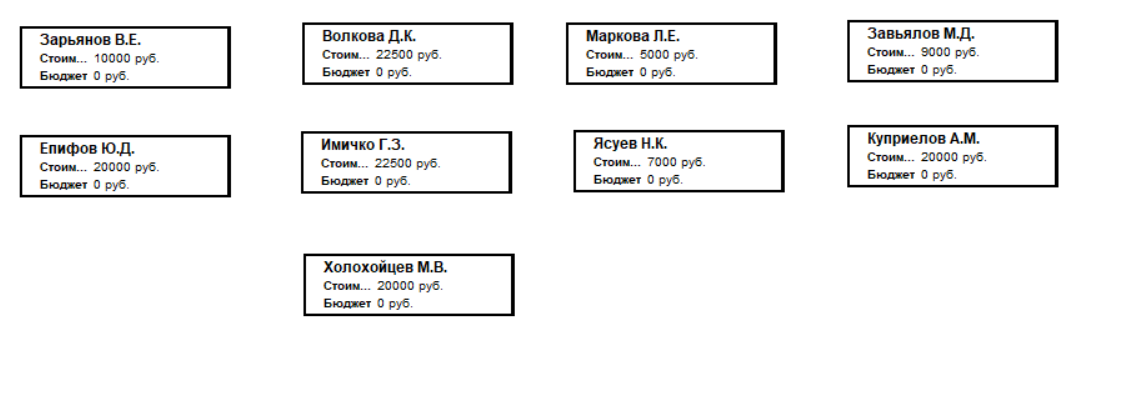 Зарьянов В.Е.
Стоим... 10000 руб.
Бюджет 0 руб.
Волкова Д.К.
Стоим... 22500 руб.
Бюджет 0 руб.
Маркова Л.Е.
Стоим... 5000 руб.
Бюджет 0 руб.
Завьялов М.Д.
Стоим... 9000 руб.
Бюджет 0 руб.
Епифов Ю.Д.
Стоим... 20000 руб.
Бюджет 0 руб.
Имичко Г.З.
Стоим... 22500 руб.
Бюджет 0 руб.
Ясуев Н.К.
Стоим... 7000 руб.
Бюджет 0 руб.
Куприелов А.М.
Стоим... 20000 руб.
Бюджет 0 руб.
Холохойцев М.В.
Стоим... 20000 руб.
Бюджет 0 руб.